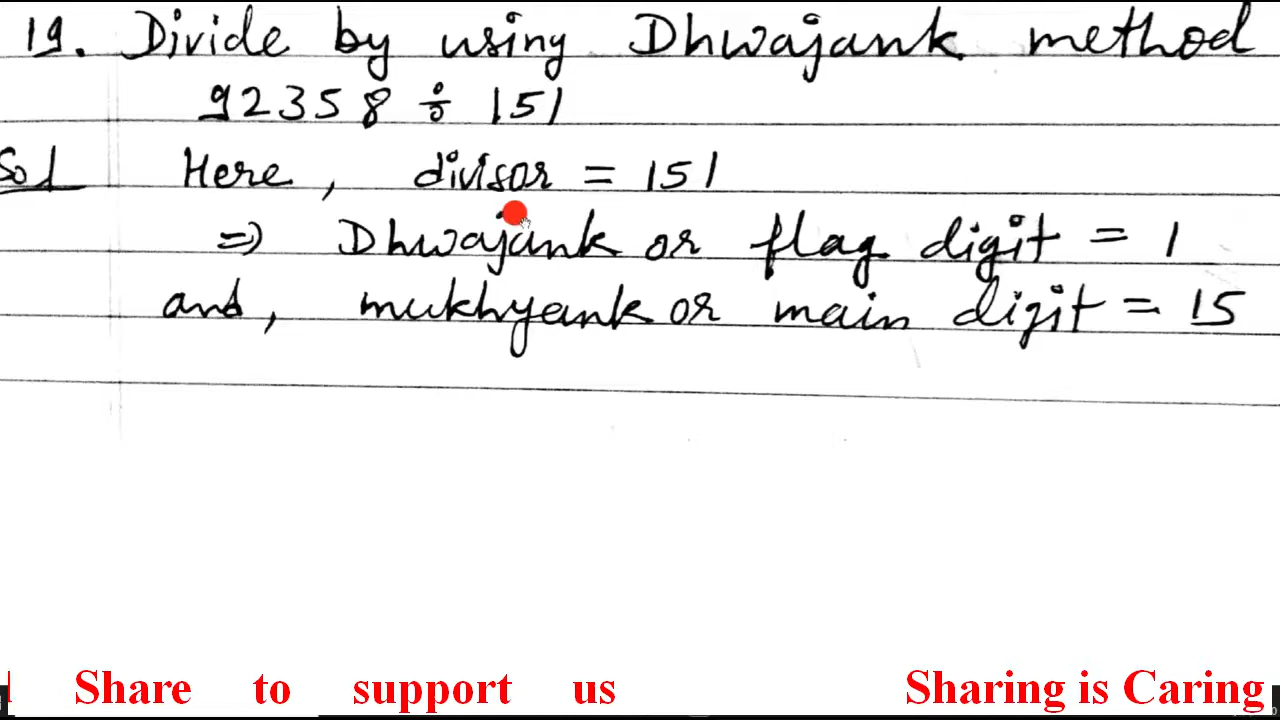 19. Divide by using Dhwajank method
92358 ÷ 151
Sol Here, divisor = 151
⇒ Dhwajank or flag digit = 1
and, mukhyank or main digit = 15
Share to support us Sharing is Caring